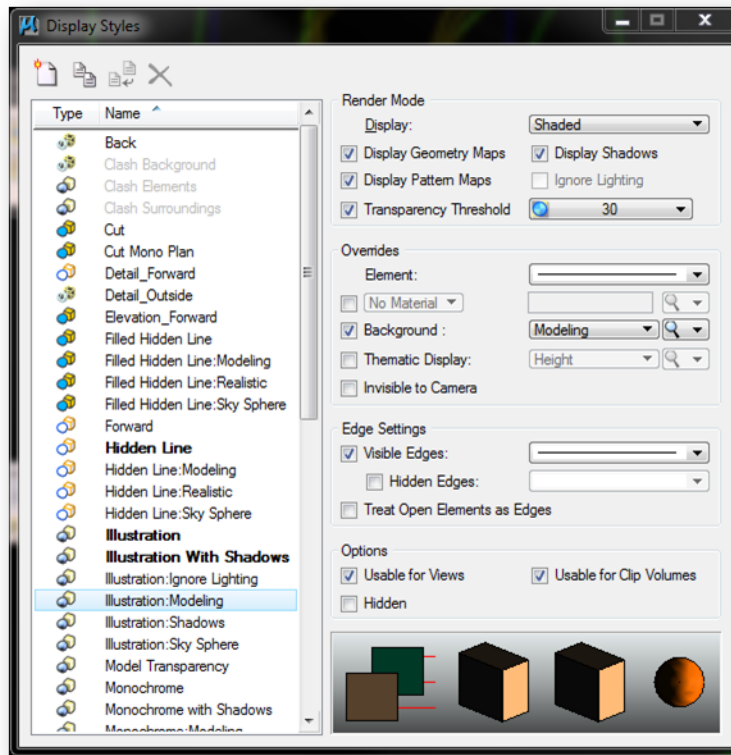 Display Styles
Type Name
Back
Clash Background
Clash Elements
Clash Surroundings
Cut
Cut Mono Plan
Detail_Forward
Detail_Outside
Elevation_Forward
Filled Hidden Line
Filled Hidden Line:Modeling
Filled Hidden Line:Realistic
Filled Hidden Line:Sky Sphere
Forward
Hidden Line
Hidden Line:Modeling
Hidden Line:Realistic
Hidden Line:Sky Sphere
Illustration
Illustration With Shadows
Illustration:Ignore Lighting
Illustration:Modeling
Illustration:Shadows
Illustration:Sky Sphere
Model Transparency
Monochrome
Monochrome with Shadows
Monochrome:Modeling
Render Mode
Display: Shaded
Display Geometry Maps Display Shadows
Display Pattern Maps Ignore Lighting
Transparency Threshold 30
Overrides
Element:
No Material
Background : Modeling
Thematic Display: Height
Invisible to Camera
Edge Settings
Visible Edges:
Hidden Edges:
Treat Open Elements as Edges
Options
Usable for Views Usable for Clip Volumes
Hidden